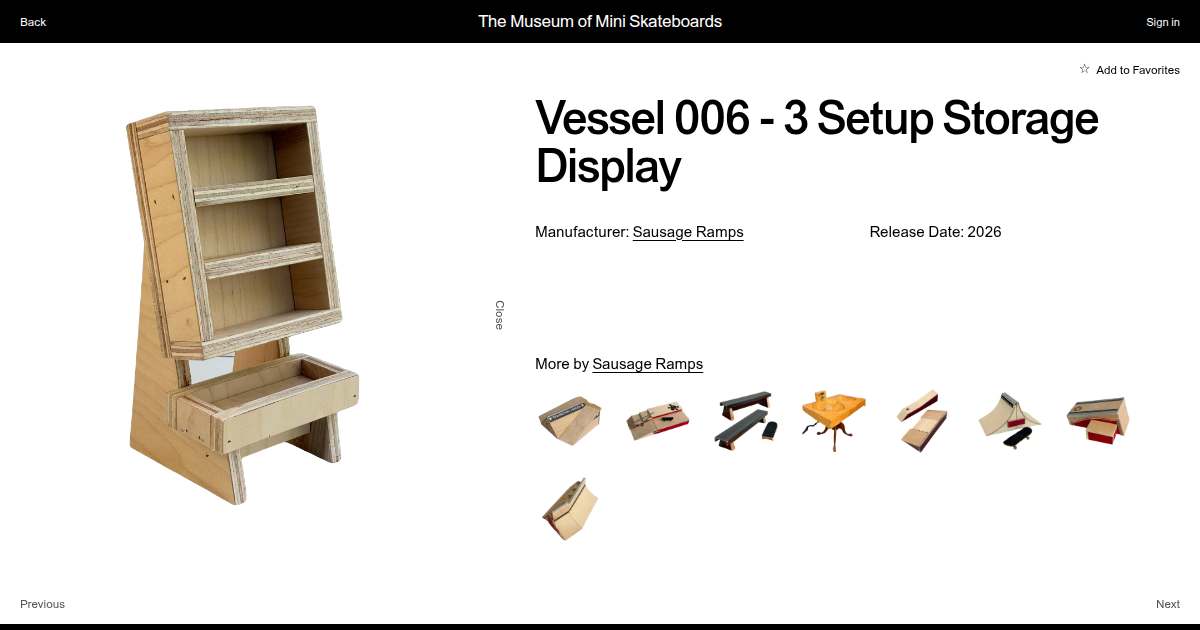 Back
The Museum of Mini Skateboards
Sign in
☆ Add to Favorites
Vessel 006 - 3 Setup Storage
Display
Manufacturer: Sausage Ramps
Release Date: 2026
Close
More by Sausage Ramps
Previous
Next